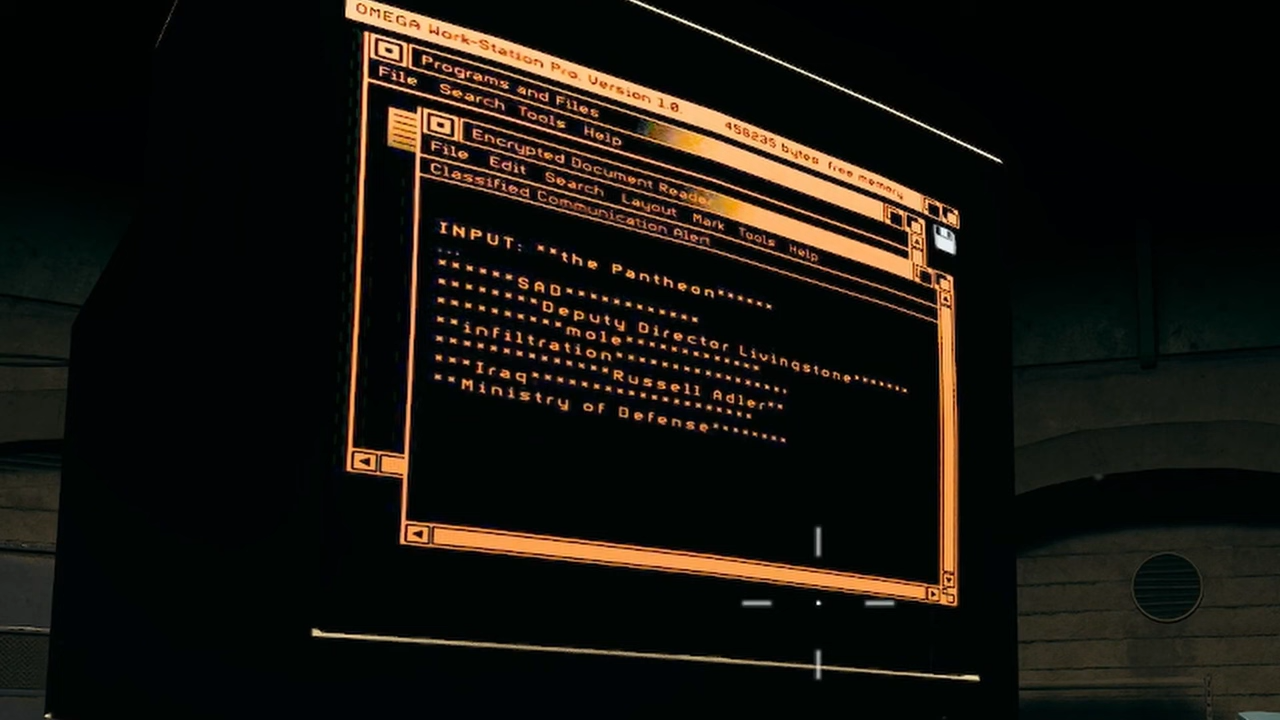 OMEGA Work-Station Pro. Version 1.0. 456235 bytes free memory
Programs and Files
File Search Tools Help
Encrypted Document Reader
File Edit Search Layout Mark Tools Help
Classified Communication Alert
INPUT: **the Pantheon******
...
******SAD************
********Deputy Director Livingstone*******
*********mole**************
**infiltration******************
************Russell Adler**
***Iraq**********************
**Ministry of Defense********